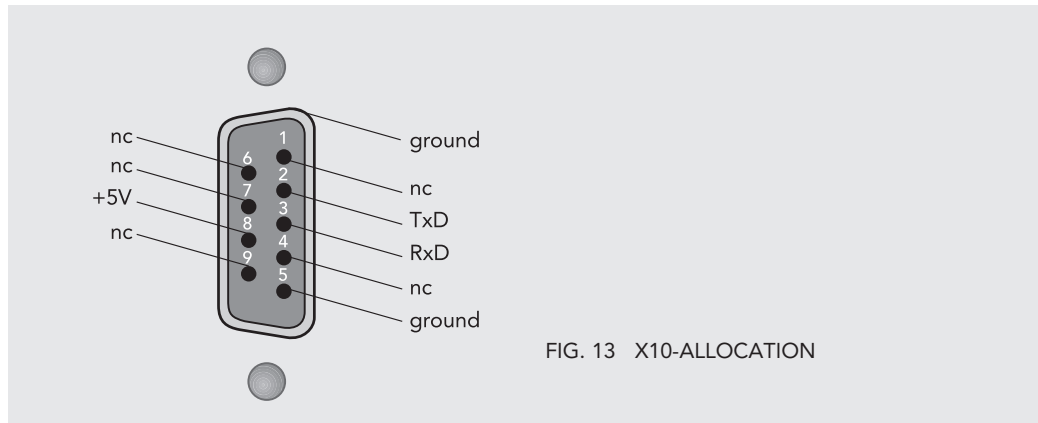 nc
nc
+5V
nc
6
7
8
9
1
2
3
4
5
ground
nc
TxD
RxD
nc
ground
FIG. 13 X10-ALLOCATION